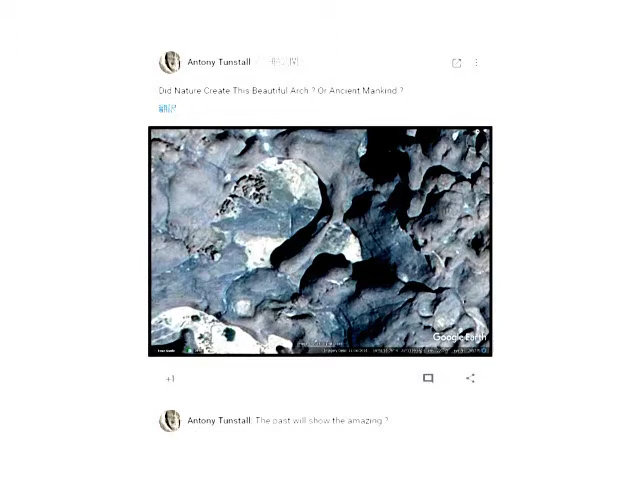 Antony Tunstall
Did Nature Create This Beautiful Arch ? Or Ancient Mankind ?
Google Earth
+1
Antony Tunstall: The past will show the amazing ?